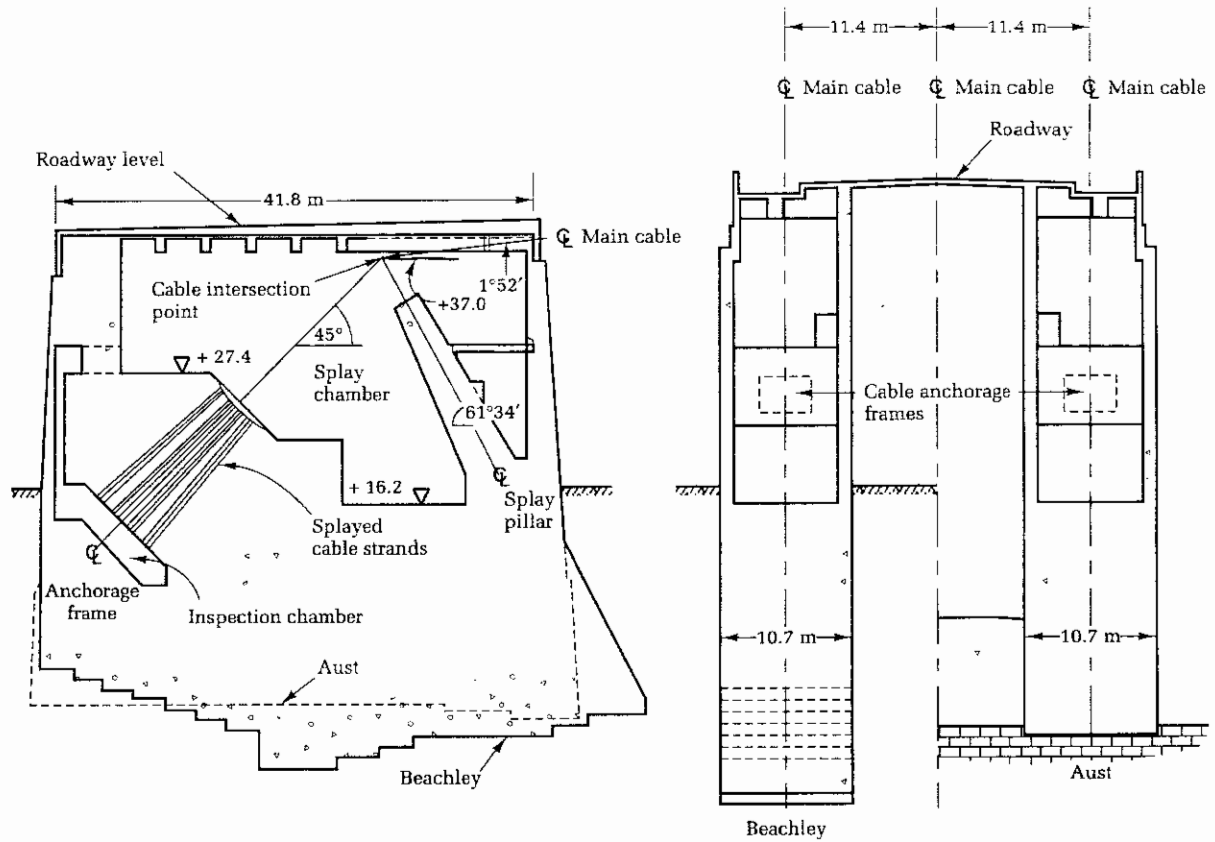 11.4 m
11.4 m
℄ Main cable
℄ Main cable
℄ Main cable
Roadway
Roadway level
41.8 m
℄ Main cable
Cable intersection
point
1°52′
+37.0
45°
+ 27.4
Splay
chamber
Cable anchorage
frames
61°34′
+ 16.2
℄
Splay
pillar
Splayed
cable strands
℄
Anchorage
frame
Inspection chamber
10.7 m
10.7 m
Aust
Beachley
Aust
Beachley